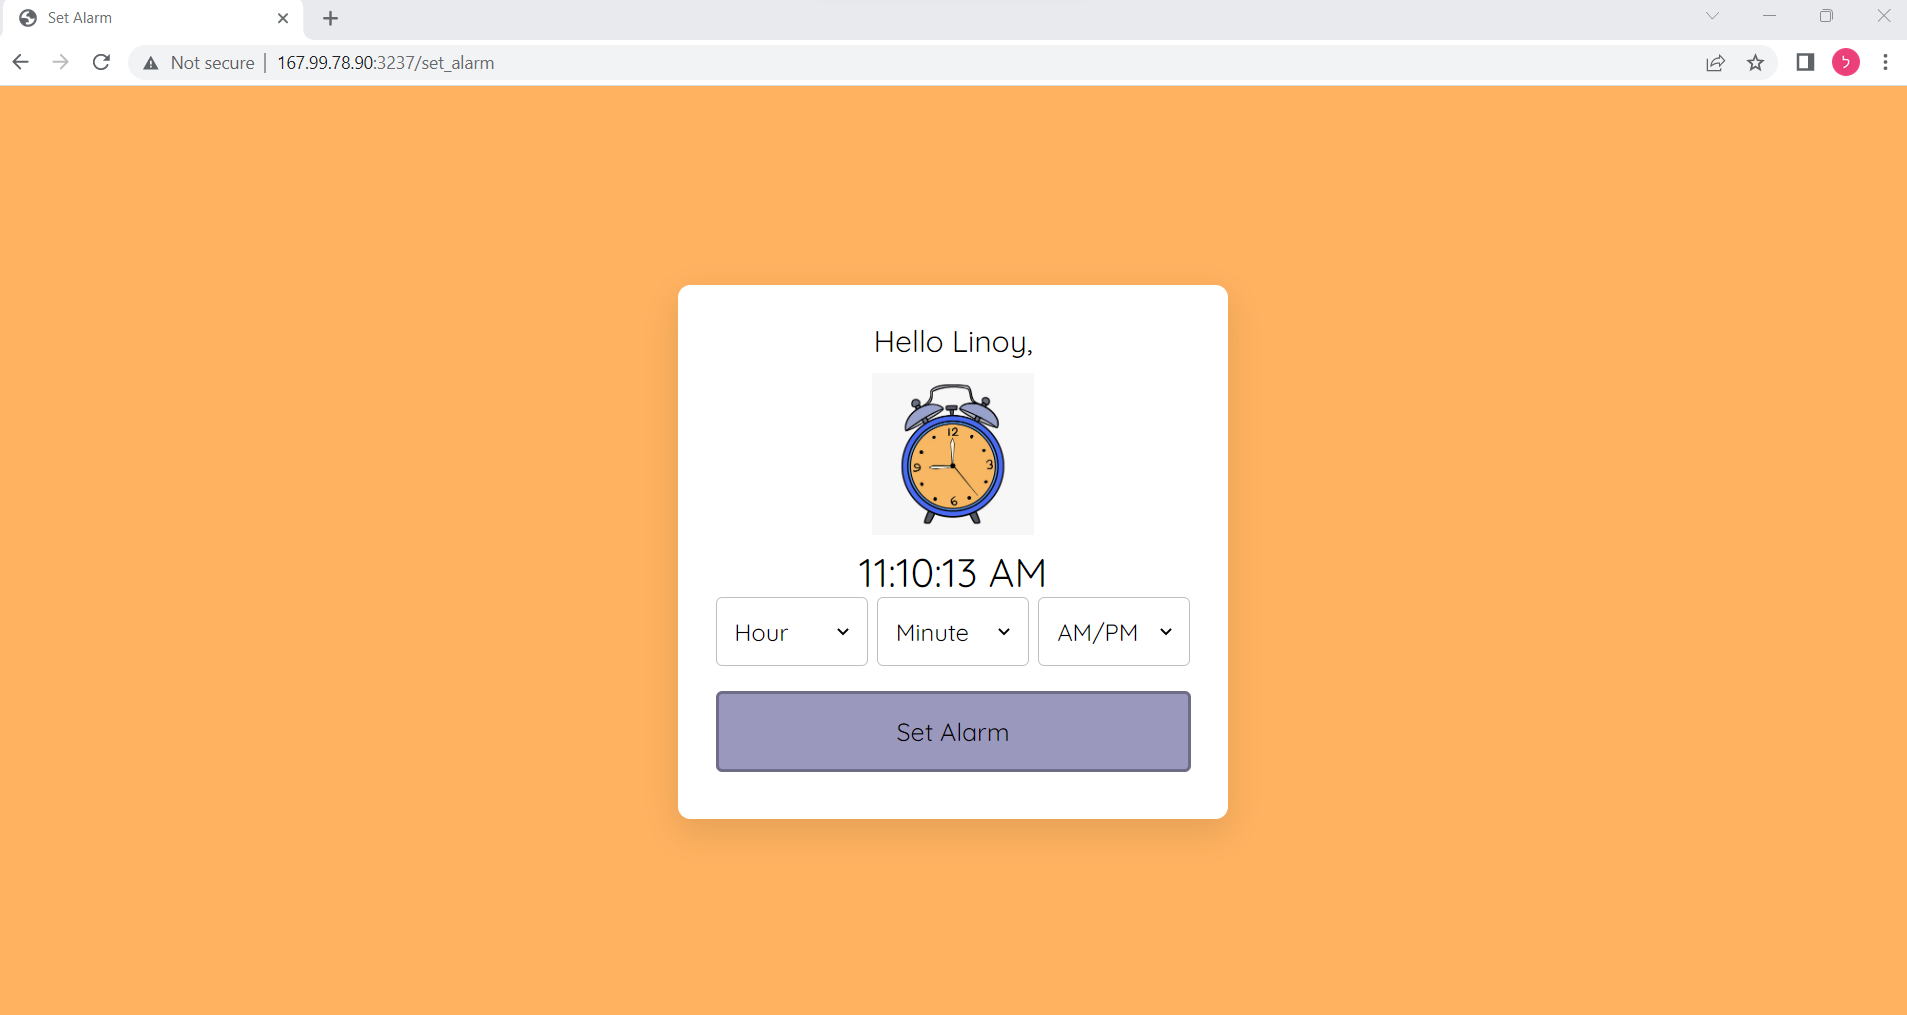 Set Alarm
Not secure | 167.99.78.90:3237/set_alarm
ל
Hello Linoy,
12
9 3
6
11:10:13 AM
Hour Minute AM/PM
Set Alarm